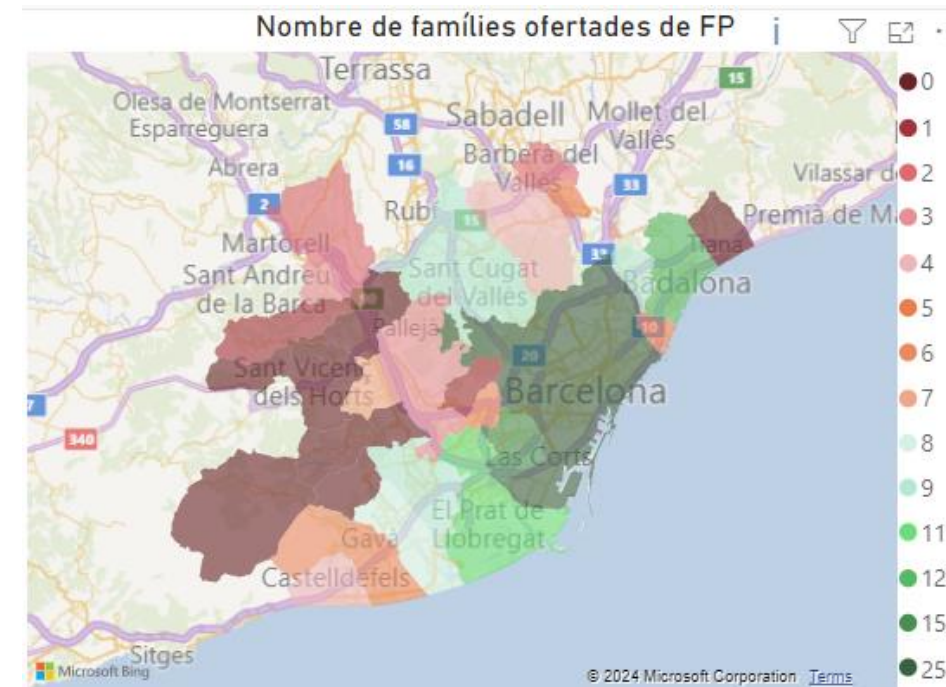 Nombre de famílies ofertades de FP
i
Terrassa
15
0
Olesa de Montserrat
Sabadell
Mollet del
Vallès
58
1
Esparreguera
Barberà del
Vallès
Abrera
16
33
Vilassar d
2
2
Rubí
15
Premià de M
3
Martorell
Tiana
Sant Cugat
del Vallès
4
Sant Andreu
de la Barca
Badalona
5
Pallejà
10
20
6
Sant Vicenç
dels Horts
Barcelona
7
7
340
8
Las Corts
9
El Prat de
Llobregat
11
Gavà
Castelldefels
12
15
Sitges
Microsoft Bing
© 2024 Microsoft Corporation Terms
25